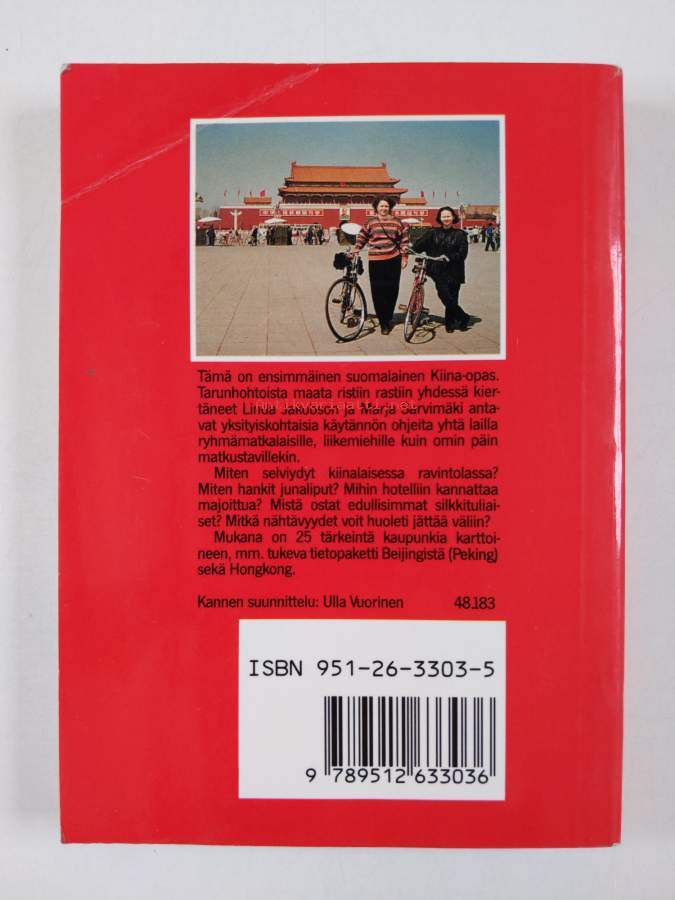 Tämä on ensimmäinen suomalainen Kiina-opas.
Tarunhohtoista maata ristiin rastiin yhdessä kier-
täneet Linda Jakobson ja Marja Sarvimäki anta-
vat yksityiskohtaisia käytännön ohjeita yhtä lailla
ryhmämatkalaisille, liikemiehille kuin omin päin
matkustavillekin.
Miten selviydyt kiinalaisessa ravintolassa?
Miten hankit junaliput? Mihin hotelliin kannattaa
majoittua? Mistä ostat edullisimmat silkkituliai-
set? Mitkä nähtävyydet voit huoleti jättää väliin?
Mukana on 25 tärkeintä kaupunkia karttoi-
neen, mm. tukeva tietopaketti Beijingistä (Peking)
sekä Hongkong.
Kannen suunnittelu: Ulla Vuorinen 48.183
ISBN 951-26-3303-5
9 789512 633036